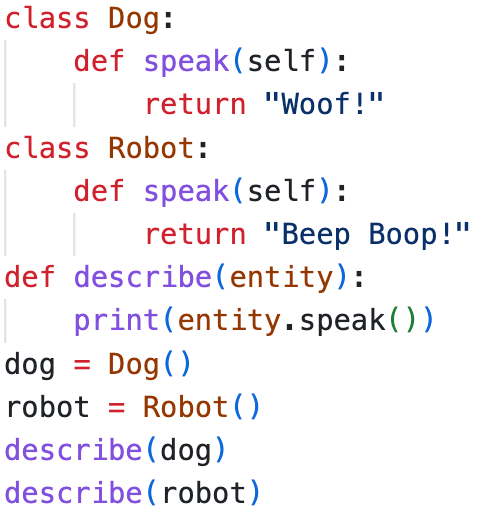 class Dog:
    def speak(self):
        return "Woof!"
class Robot:
    def speak(self):
        return "Beep Boop!"
def describe(entity):
    print(entity.speak())
dog = Dog()
robot = Robot()
describe(dog)
describe(robot)